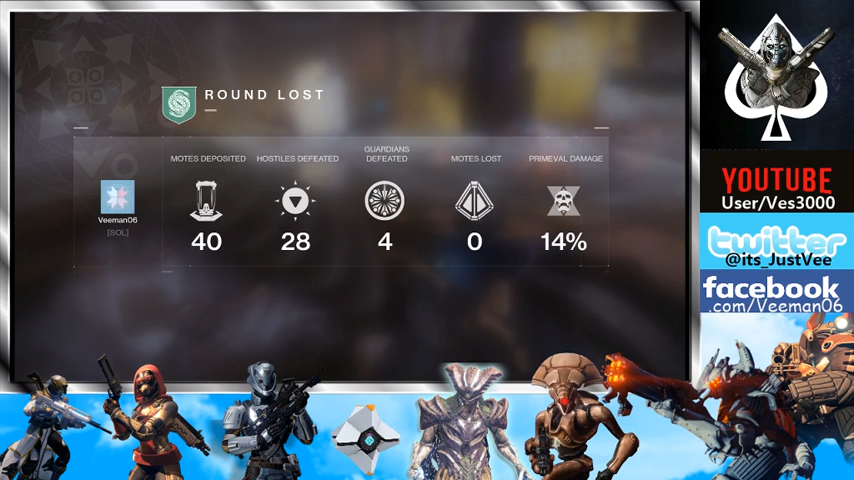 ROUND LOST
MOTES DEPOSITED
HOSTILES DEFEATED
GUARDIANS
DEFEATED
MOTES LOST
PRIMEVAL DAMAGE
Veeman06
[SOL]
40
28
4
0
14%
YOUTUBE
User/Ves3000
twitter
@its_JustVee
facebook
.com/Veeman06